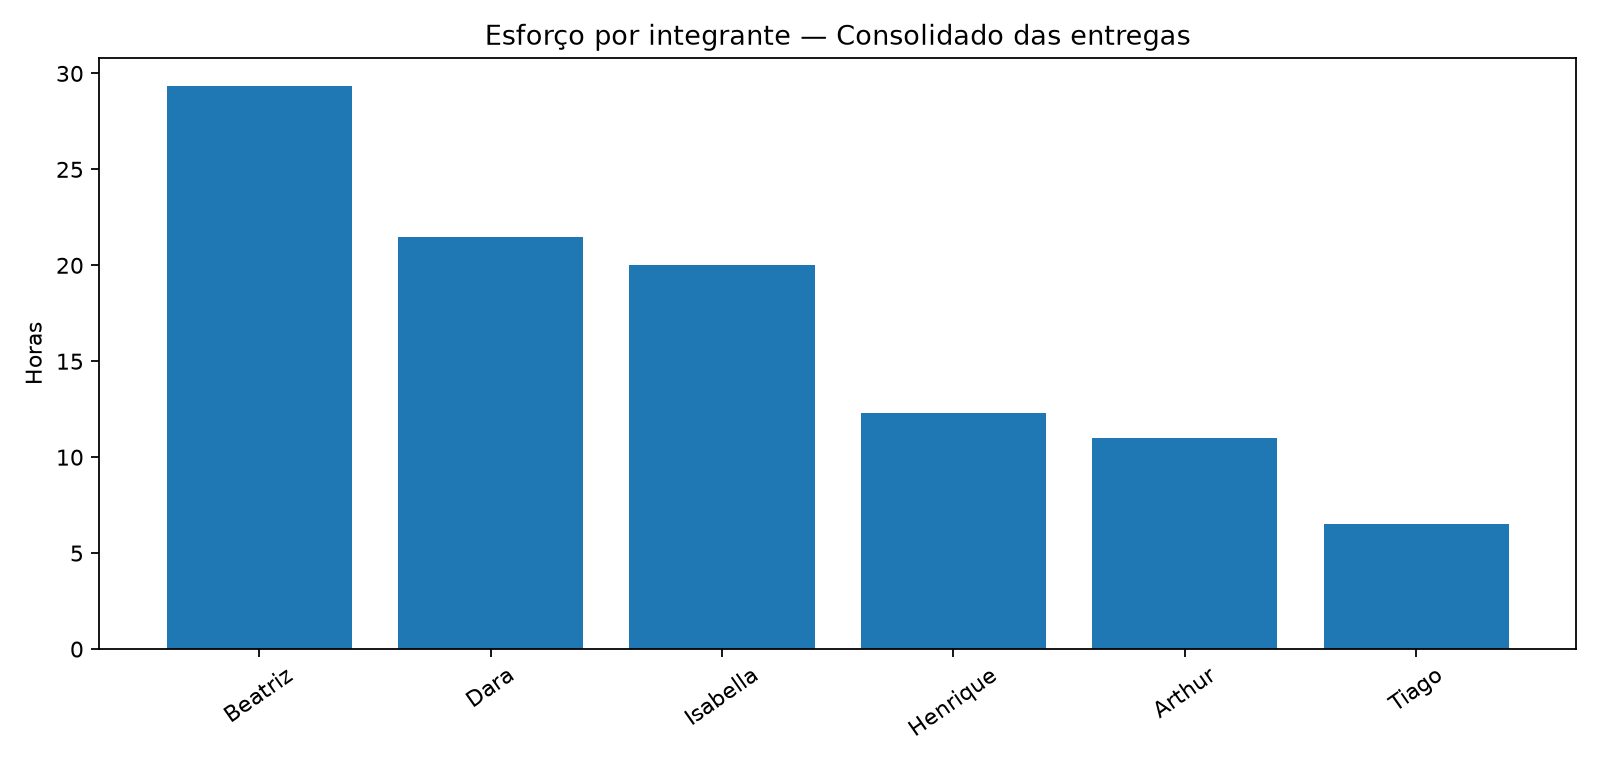 Esforço por integrante — Consolidado das entregas
Horas
30
25
20
15
10
5
0
Beatriz
Dara
Isabella
Henrique
Arthur
Tiago